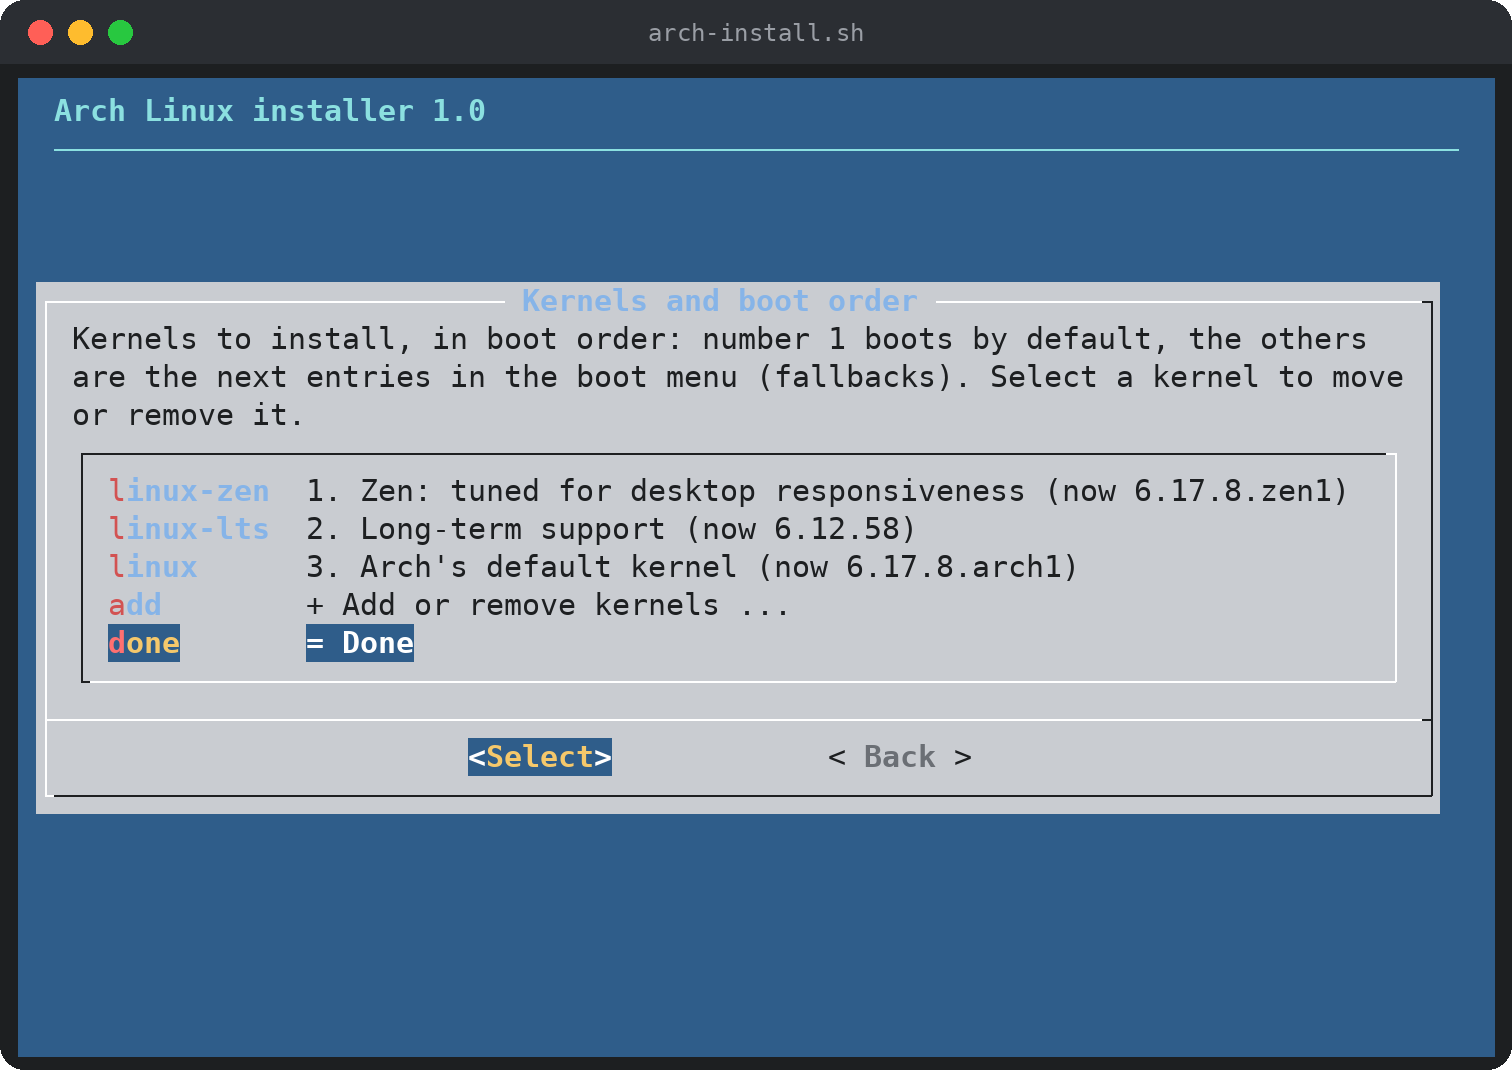 arch-install.sh
Arch Linux installer 1.0
Kernels and boot order
Kernels to install, in boot order: number 1 boots by default, the others
are the next entries in the boot menu (fallbacks). Select a kernel to move
or remove it.
linux-zen  1. Zen: tuned for desktop responsiveness (now 6.17.8.zen1)
linux-lts  2. Long-term support (now 6.12.58)
linux      3. Arch's default kernel (now 6.17.8.arch1)
add        + Add or remove kernels ...
done       = Done
<Select>            < Back >